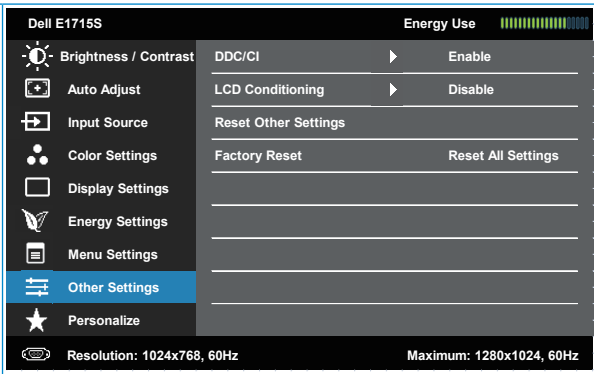 Dell E1715S Energy Use
Brightness / Contrast DDC/CI Enable
Auto Adjust LCD Conditioning Disable
Input Source Reset Other Settings
Color Settings Factory Reset Reset All Settings
Display Settings
Energy Settings
Menu Settings
Other Settings
Personalize
Resolution: 1024x768, 60Hz Maximum: 1280x1024, 60Hz